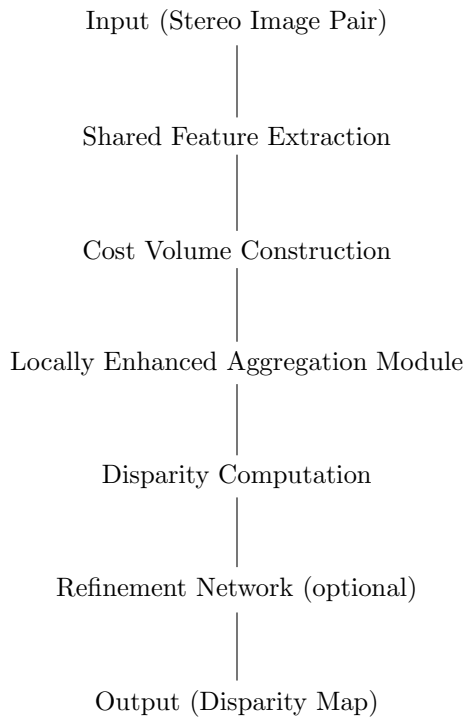 Input (Stereo Image Pair)
Shared Feature Extraction
Cost Volume Construction
Locally Enhanced Aggregation Module
Disparity Computation
Refinement Network (optional)
Output (Disparity Map)